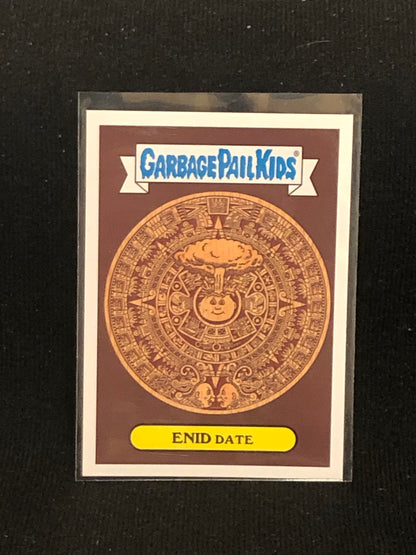 GARBAGE PAIL KIDS®
ENID DATE